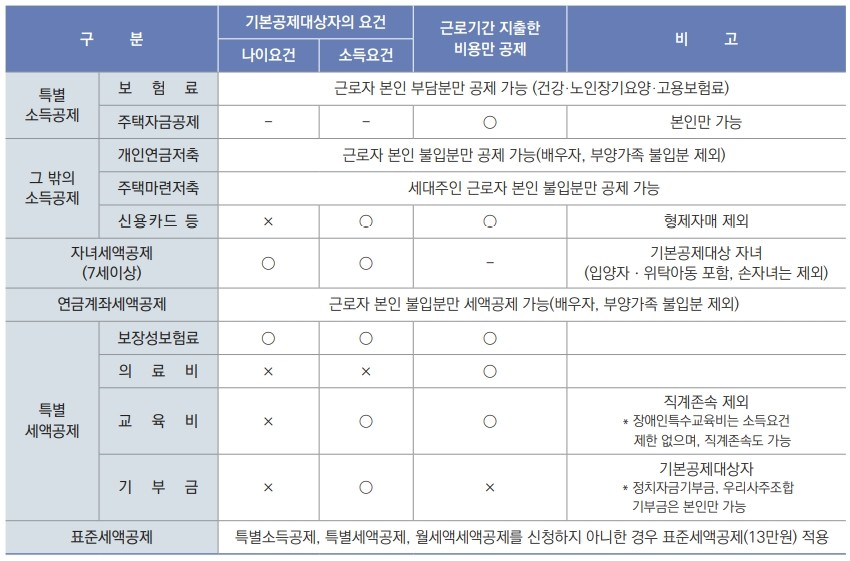 구 분
기본공제대상자의 요건
근로기간 지출한
비용만 공제
비 고
나이요건
소득요건
특별
소득공제
보 험 료
근로자 본인 부담분만 공제 가능 (건강·노인장기요양·고용보험료)
주택자금공제
-
-
○
본인만 가능
그 밖의
소득공제
개인연금저축
근로자 본인 불입분만 공제 가능(배우자, 부양가족 불입분 제외)
주택마련저축
세대주인 근로자 본인 불입분만 공제 가능
신용카드 등
×
○
○
형제자매 제외
자녀세액공제
(7세이상)
○
○
-
기본공제대상 자녀
(입양자 · 위탁아동 포함, 손자녀는 제외)
연금계좌세액공제
근로자 본인 불입분만 세액공제 가능(배우자, 부양가족 불입분 제외)
특별
세액공제
보장성보험료
○
○
○
의 료 비
×
×
○
교 육 비
×
○
○
직계존속 제외
* 장애인특수교육비는 소득요건
제한 없으며, 직계존속도 가능
기 부 금
×
○
×
기본공제대상자
* 정치자금기부금, 우리사주조합
기부금은 본인만 가능
표준세액공제
특별소득공제, 특별세액공제, 월세액세액공제를 신청하지 아니한 경우 표준세액공제(13만원) 적용